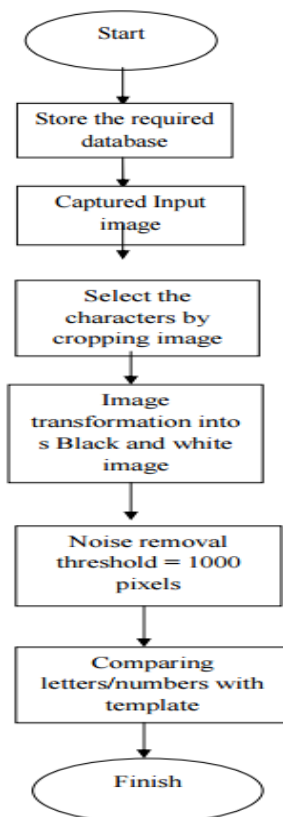 Start
Store the required
database
Captured Input
image
Select the
characters by
cropping image
Image
transformation into
s Black and white
image
Noise removal
threshold = 1000
pixels
Comparing
letters/numbers with
template
Finish